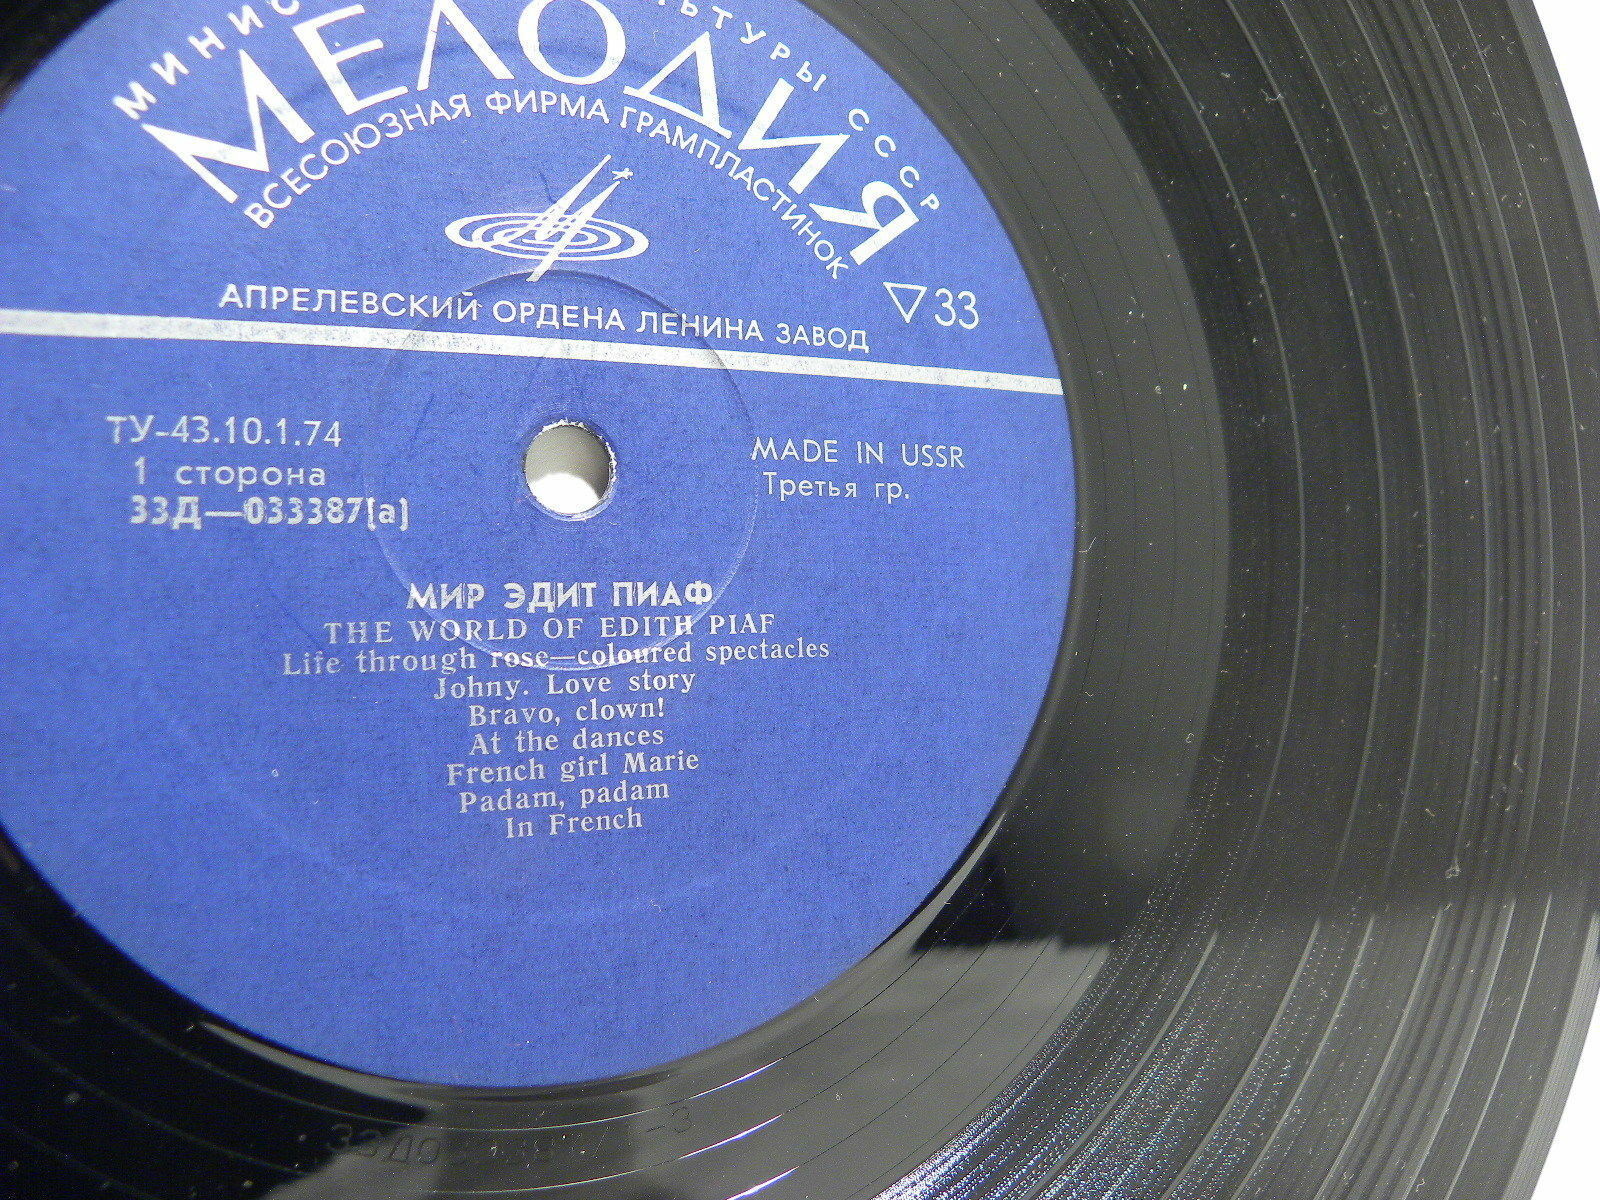 МИНИС ЬТУРЫ СССР
МЕЛОДИЯ
ВСЕСОЮЗНАЯ ФИРМА ГРАМПЛАСТИНОК
АПРЕЛЕВСКИЙ ОРДЕНА ЛЕНИНА ЗАВОД
▽33
ТУ-43.10.1.74
1 сторона
33Д—033387(а)
MADE IN USSR
Третья гр.
МИР ЭДИТ ПИАФ
THE WORLD OF EDITH PIAF
Life through rose—coloured spectacles
Johny. Love story
Bravo, clown!
At the dances
French girl Marie
Padam, padam
In French